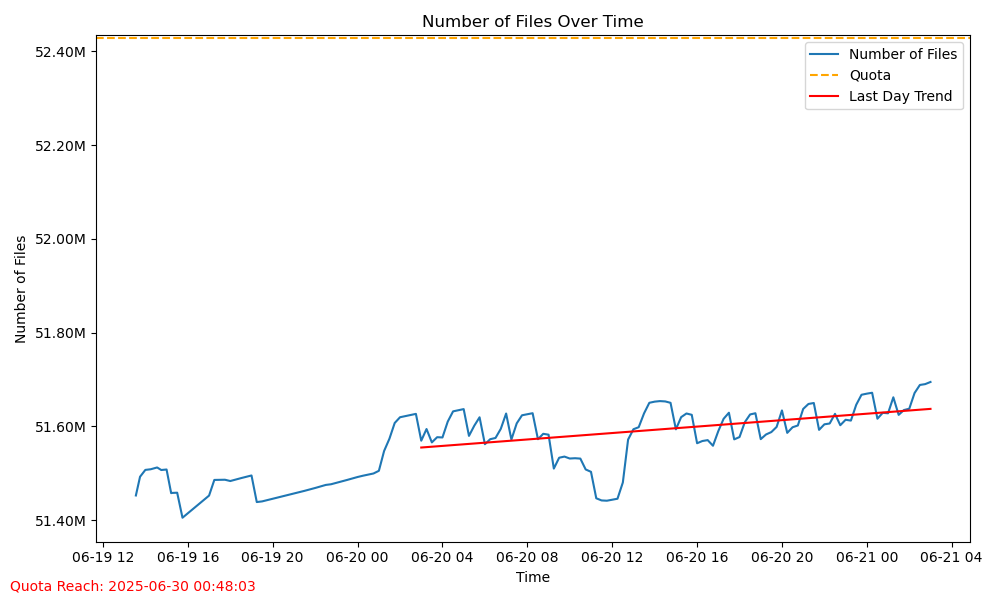 Number of Files Over Time
52.40M
52.20M
52.00M
51.80M
51.60M
51.40M
Number of Files
Number of Files
Quota
Last Day Trend
06-19 12
06-19 16
06-19 20
06-20 00
06-20 04
06-20 08
06-20 12
06-20 16
06-20 20
06-21 00
06-21 04
Time
Quota Reach: 2025-06-30 00:48:03